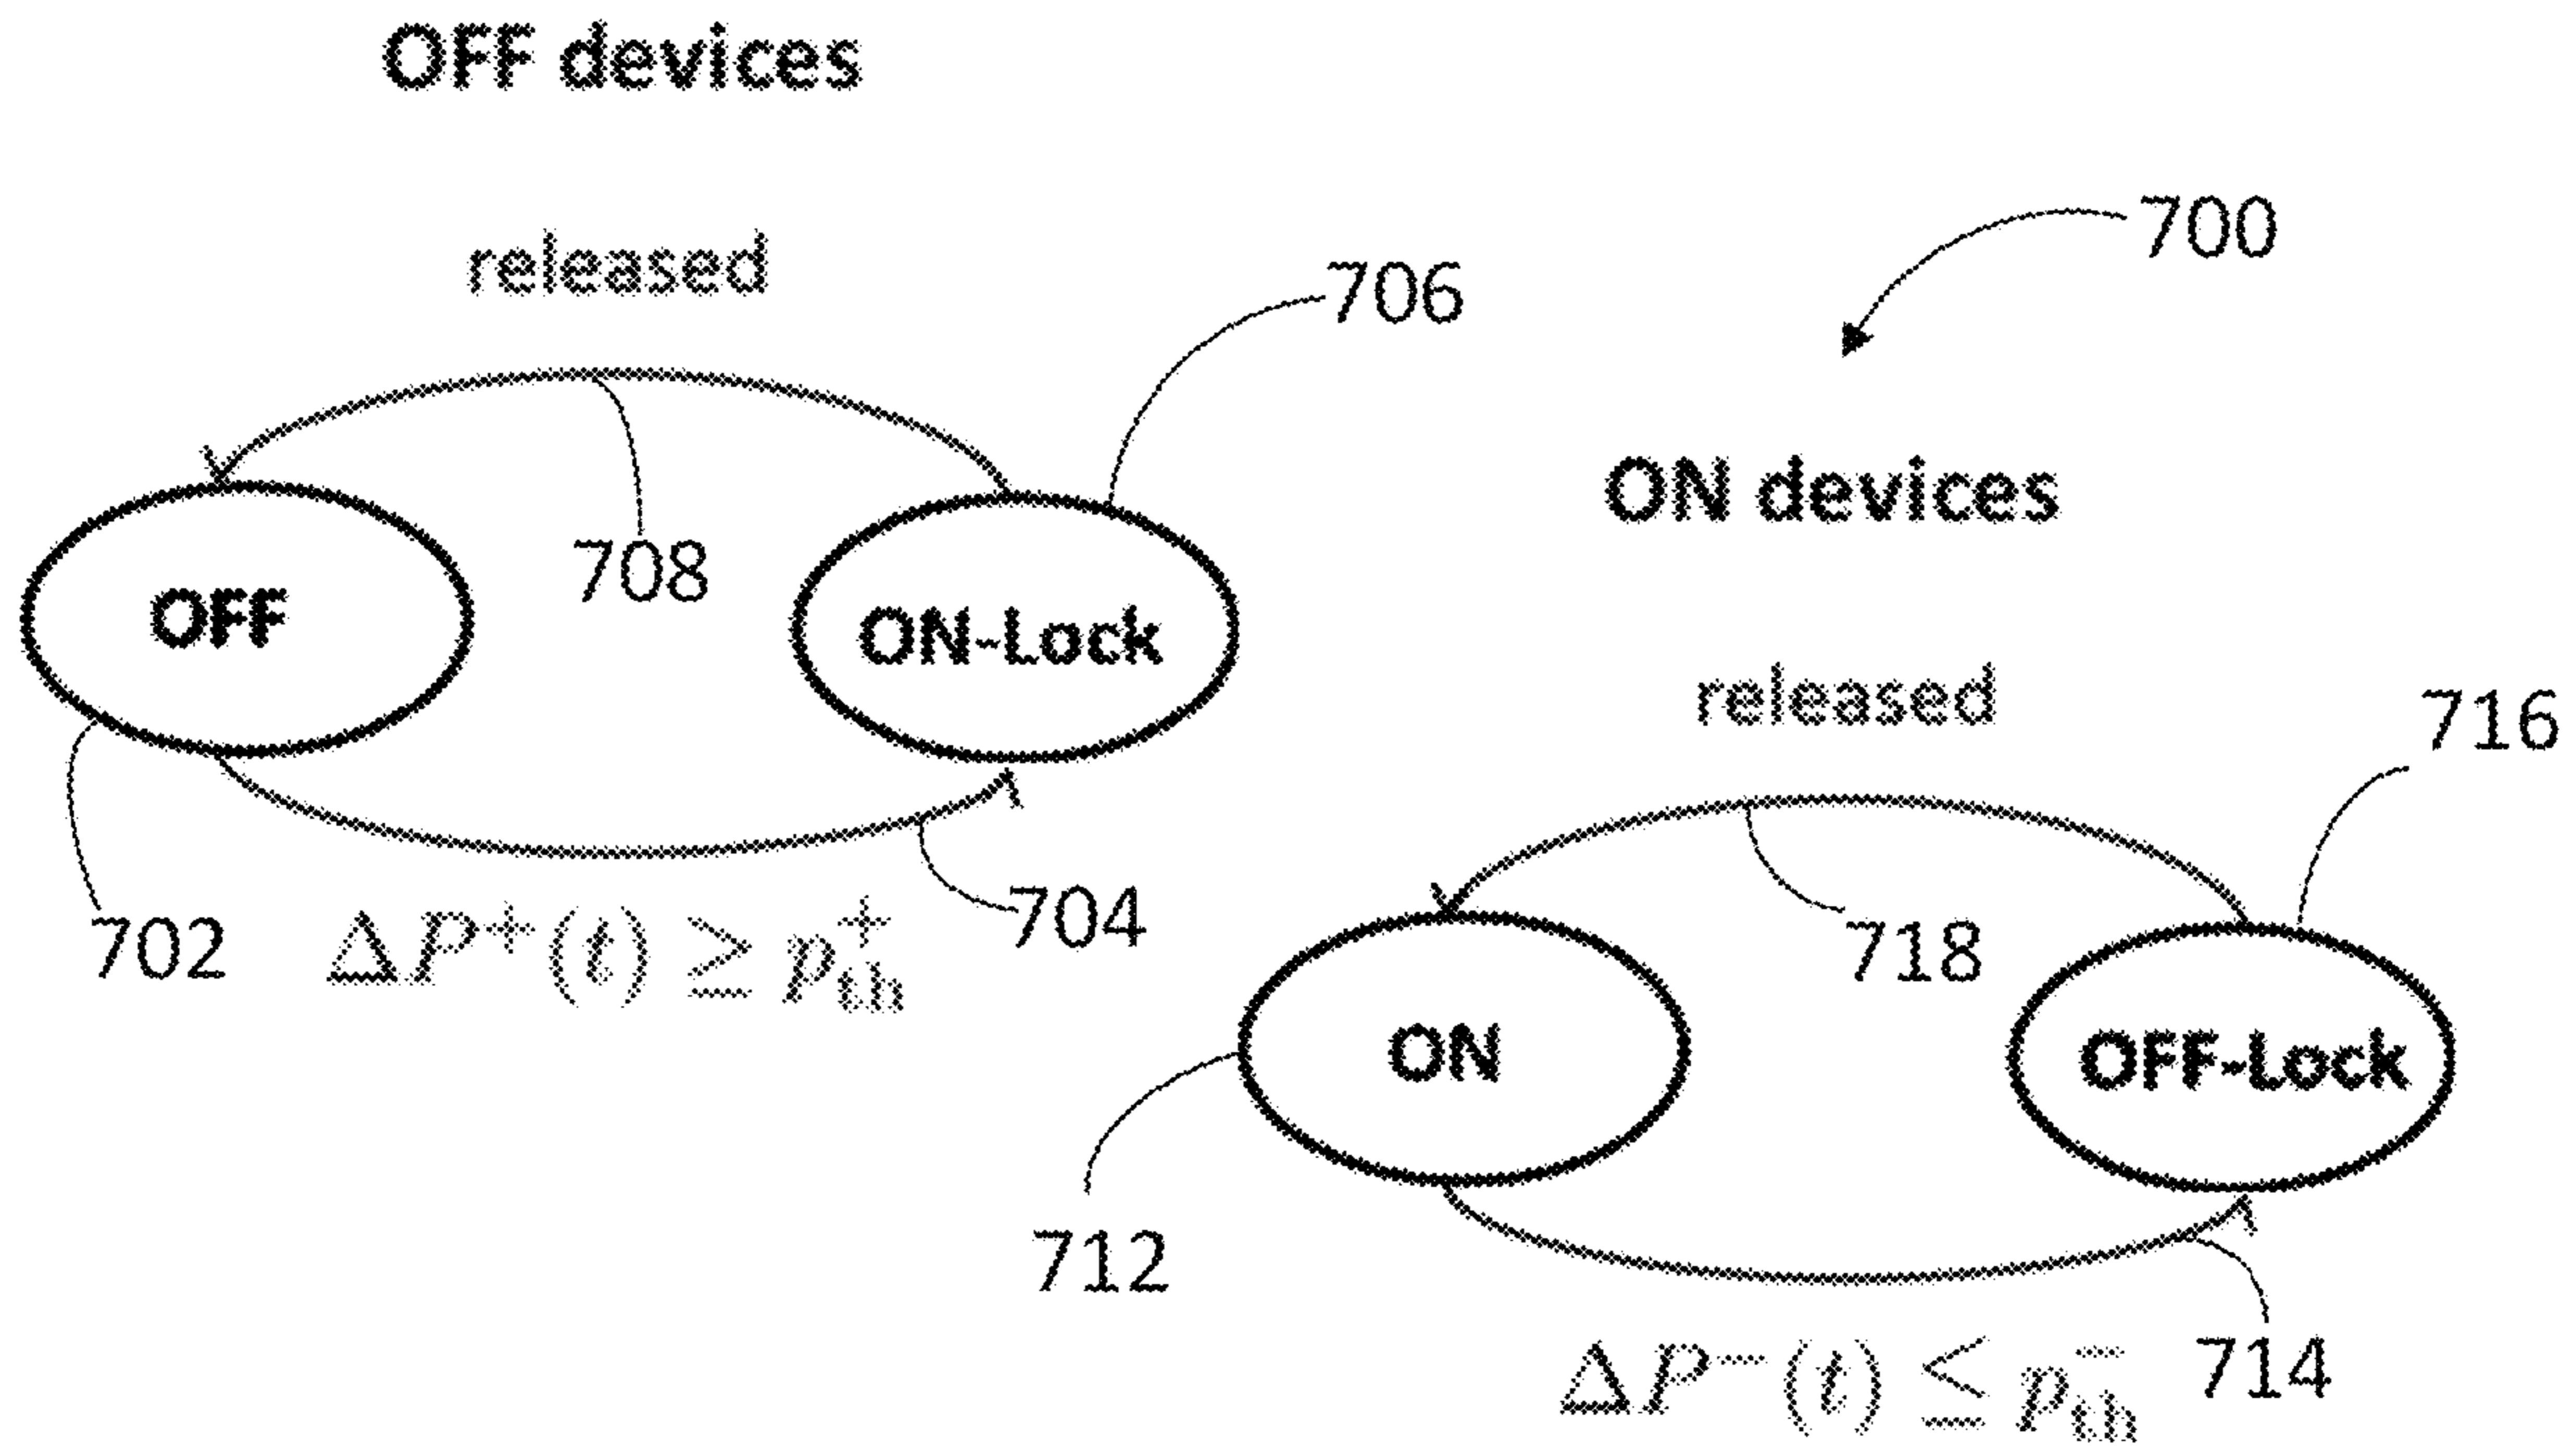 OFF devices
700
released
706
ON devices
708
OFF
ON-Lock
released
716
704
702
ΔP⁺(t) ≥ p⁺ₜₕ
718
ON
OFF-Lock
712
714
ΔP⁻(t) ≤ p⁻ₜₕ